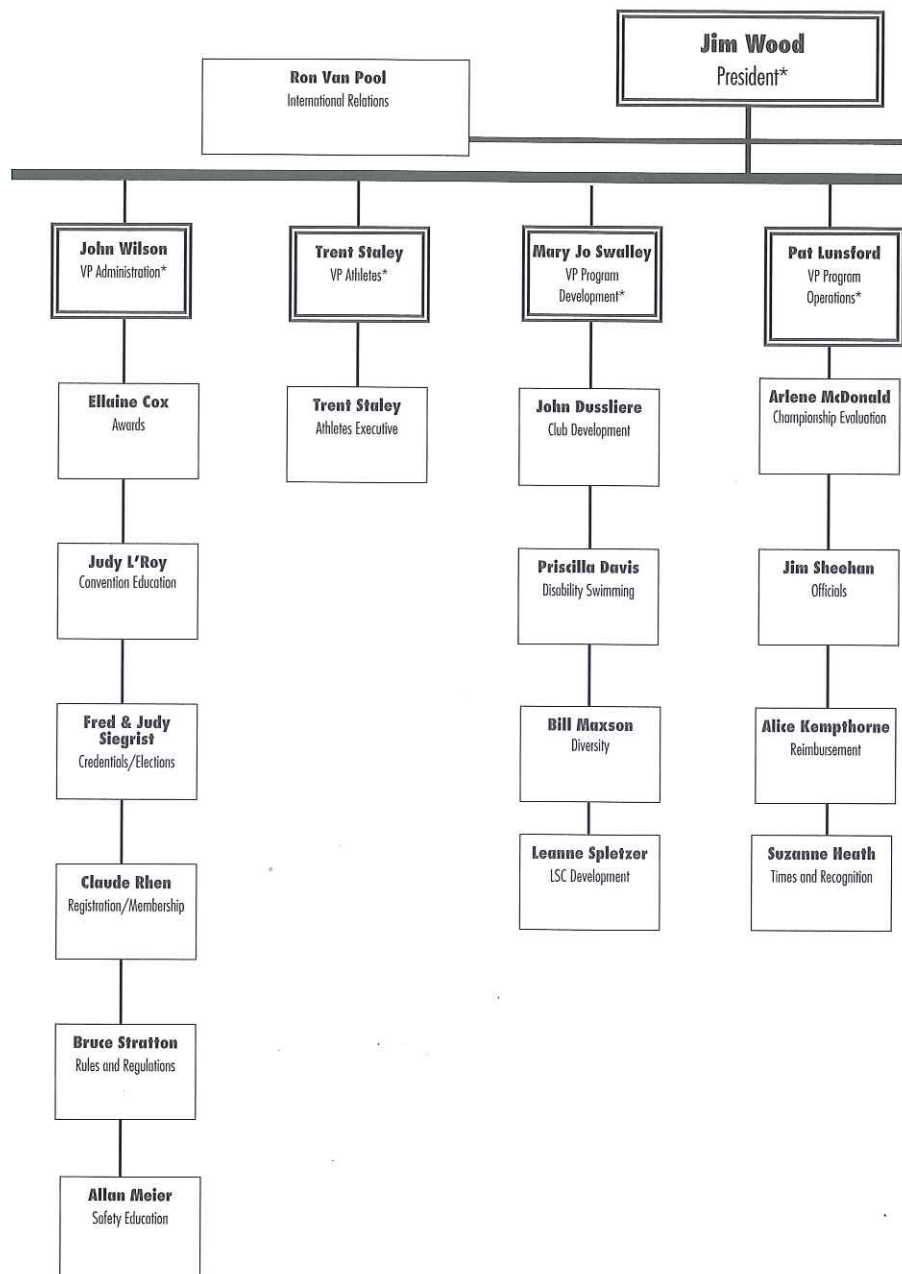 Jim Wood
President*
Ron Van Pool
International Relations
John Wilson
VP Administration*
Trent Staley
VP Athletes*
Mary Jo Swalley
VP Program
Development*
Pat Lunsford
VP Program
Operations*
Ellaine Cox
Awards
Trent Staley
Athletes Executive
John Dussliere
Club Development
Arlene McDonald
Championship Evaluation
Judy L'Roy
Convention Education
Priscilla Davis
Disability Swimming
Jim Sheehan
Officials
Fred & Judy
Siegrist
Credentials/Elections
Bill Maxson
Diversity
Alice Kempthorne
Reimbursement
Claude Rhen
Registration/Membership
Leanne Spletzer
LSC Development
Suzanne Heath
Times and Recognition
Bruce Stratton
Rules and Regulations
Allan Meier
Safety Education